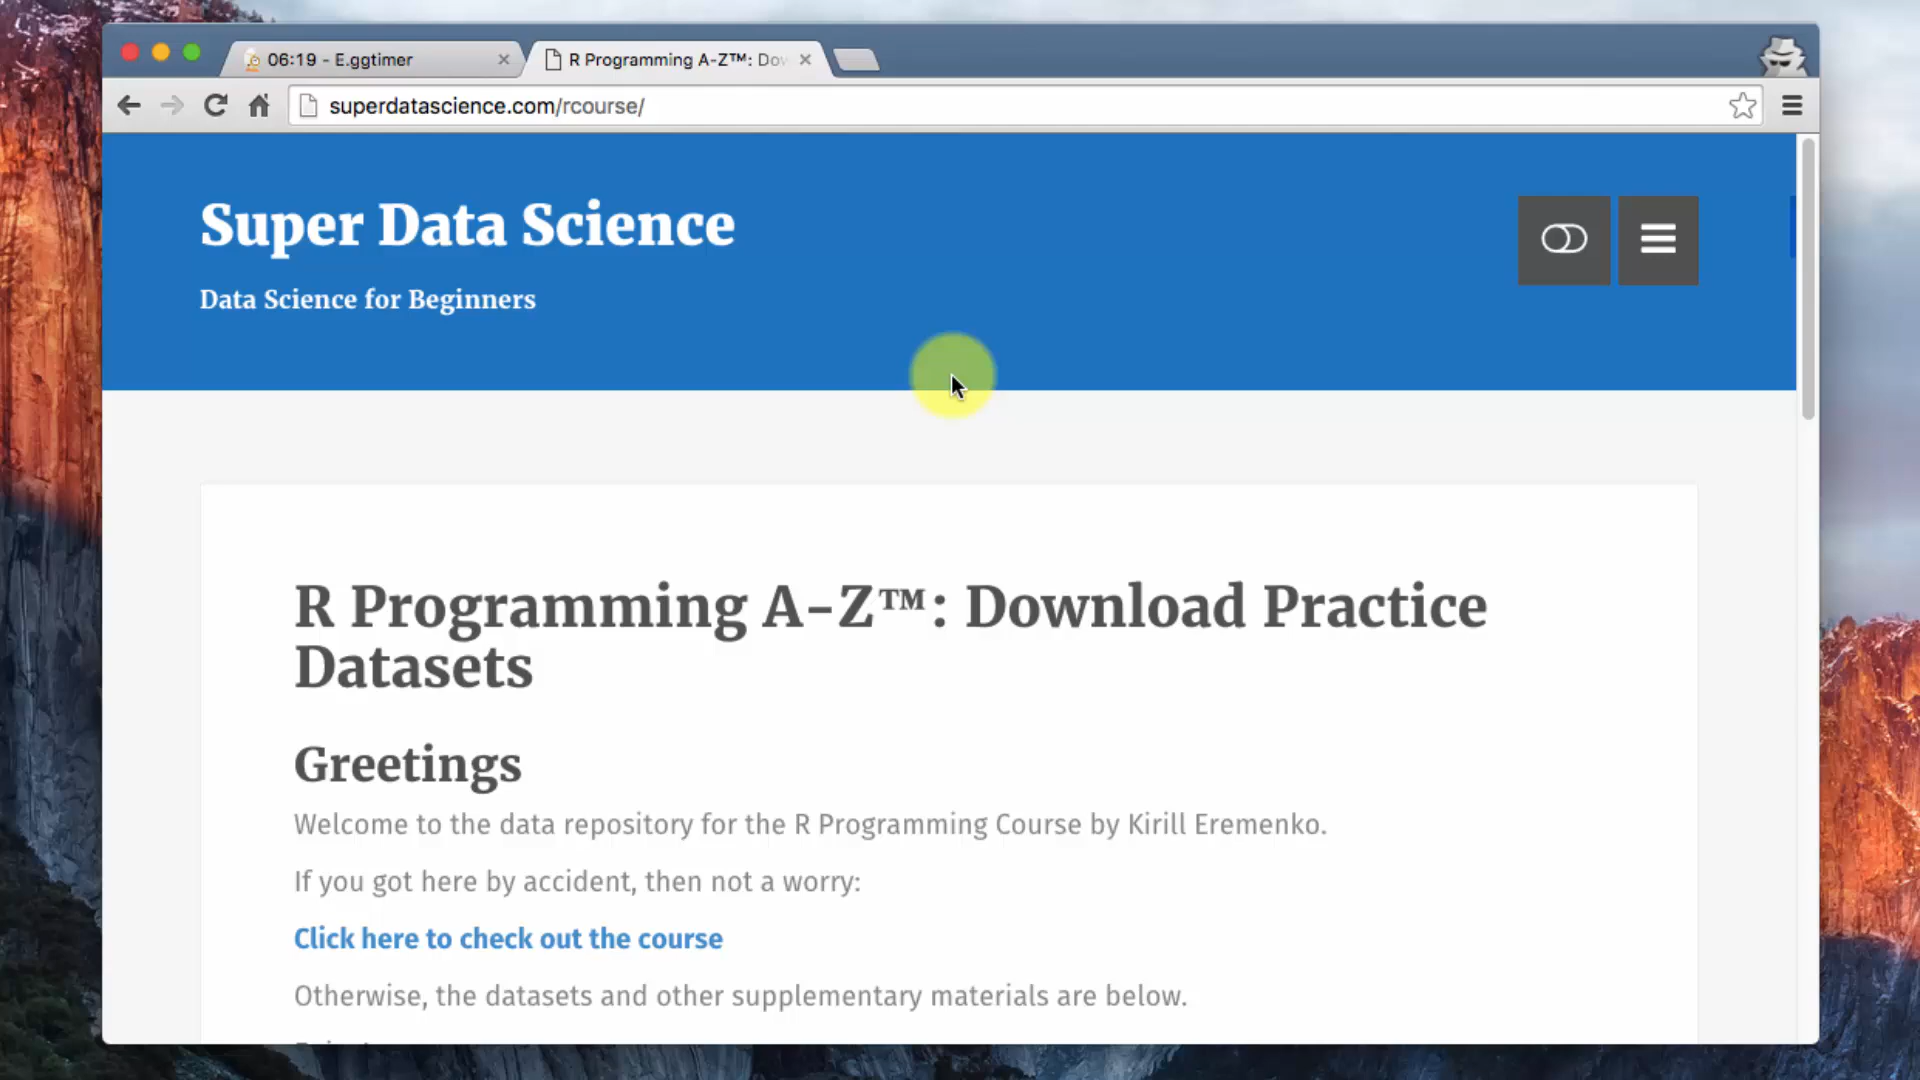 06:19 - E.ggtimer
R Programming A-Z™: Dow
superdatascience.com/rcourse/
Super Data Science
Data Science for Beginners
R Programming A-Z™: Download Practice
Datasets
Greetings
Welcome to the data repository for the R Programming Course by Kirill Eremenko.
If you got here by accident, then not a worry:
Click here to check out the course
Otherwise, the datasets and other supplementary materials are below.